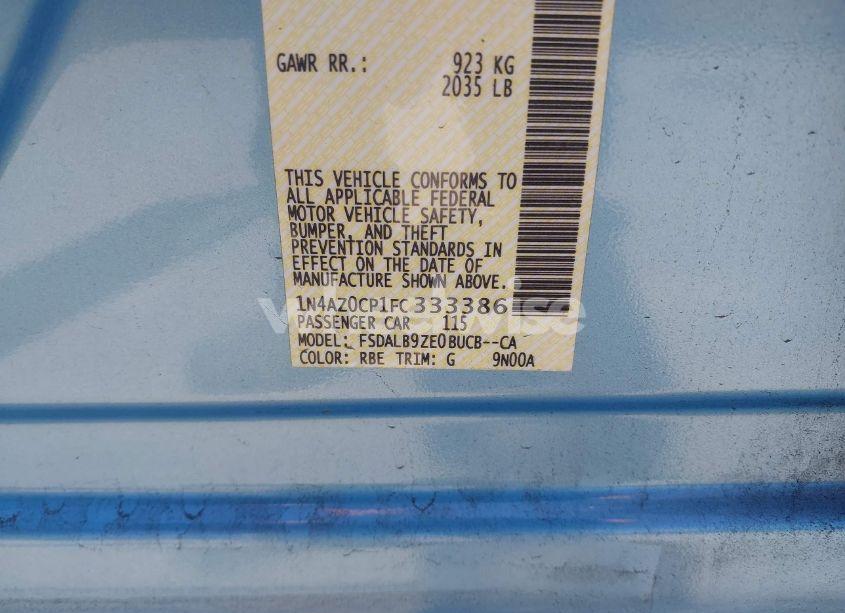 GAWR RR.: 923 KG
2035 LB
THIS VEHICLE CONFORMS TO
ALL APPLICABLE FEDERAL
MOTOR VEHICLE SAFETY,
BUMPER, AND THEFT
PREVENTION STANDARDS IN
EFFECT ON THE DATE OF
MANUFACTURE SHOWN ABOVE.
1N4AZ0CP1FC333386
PASSENGER CAR 115
MODEL: FSDALB9ZE0BUCB--CA
COLOR: RBE TRIM: G 9N00A